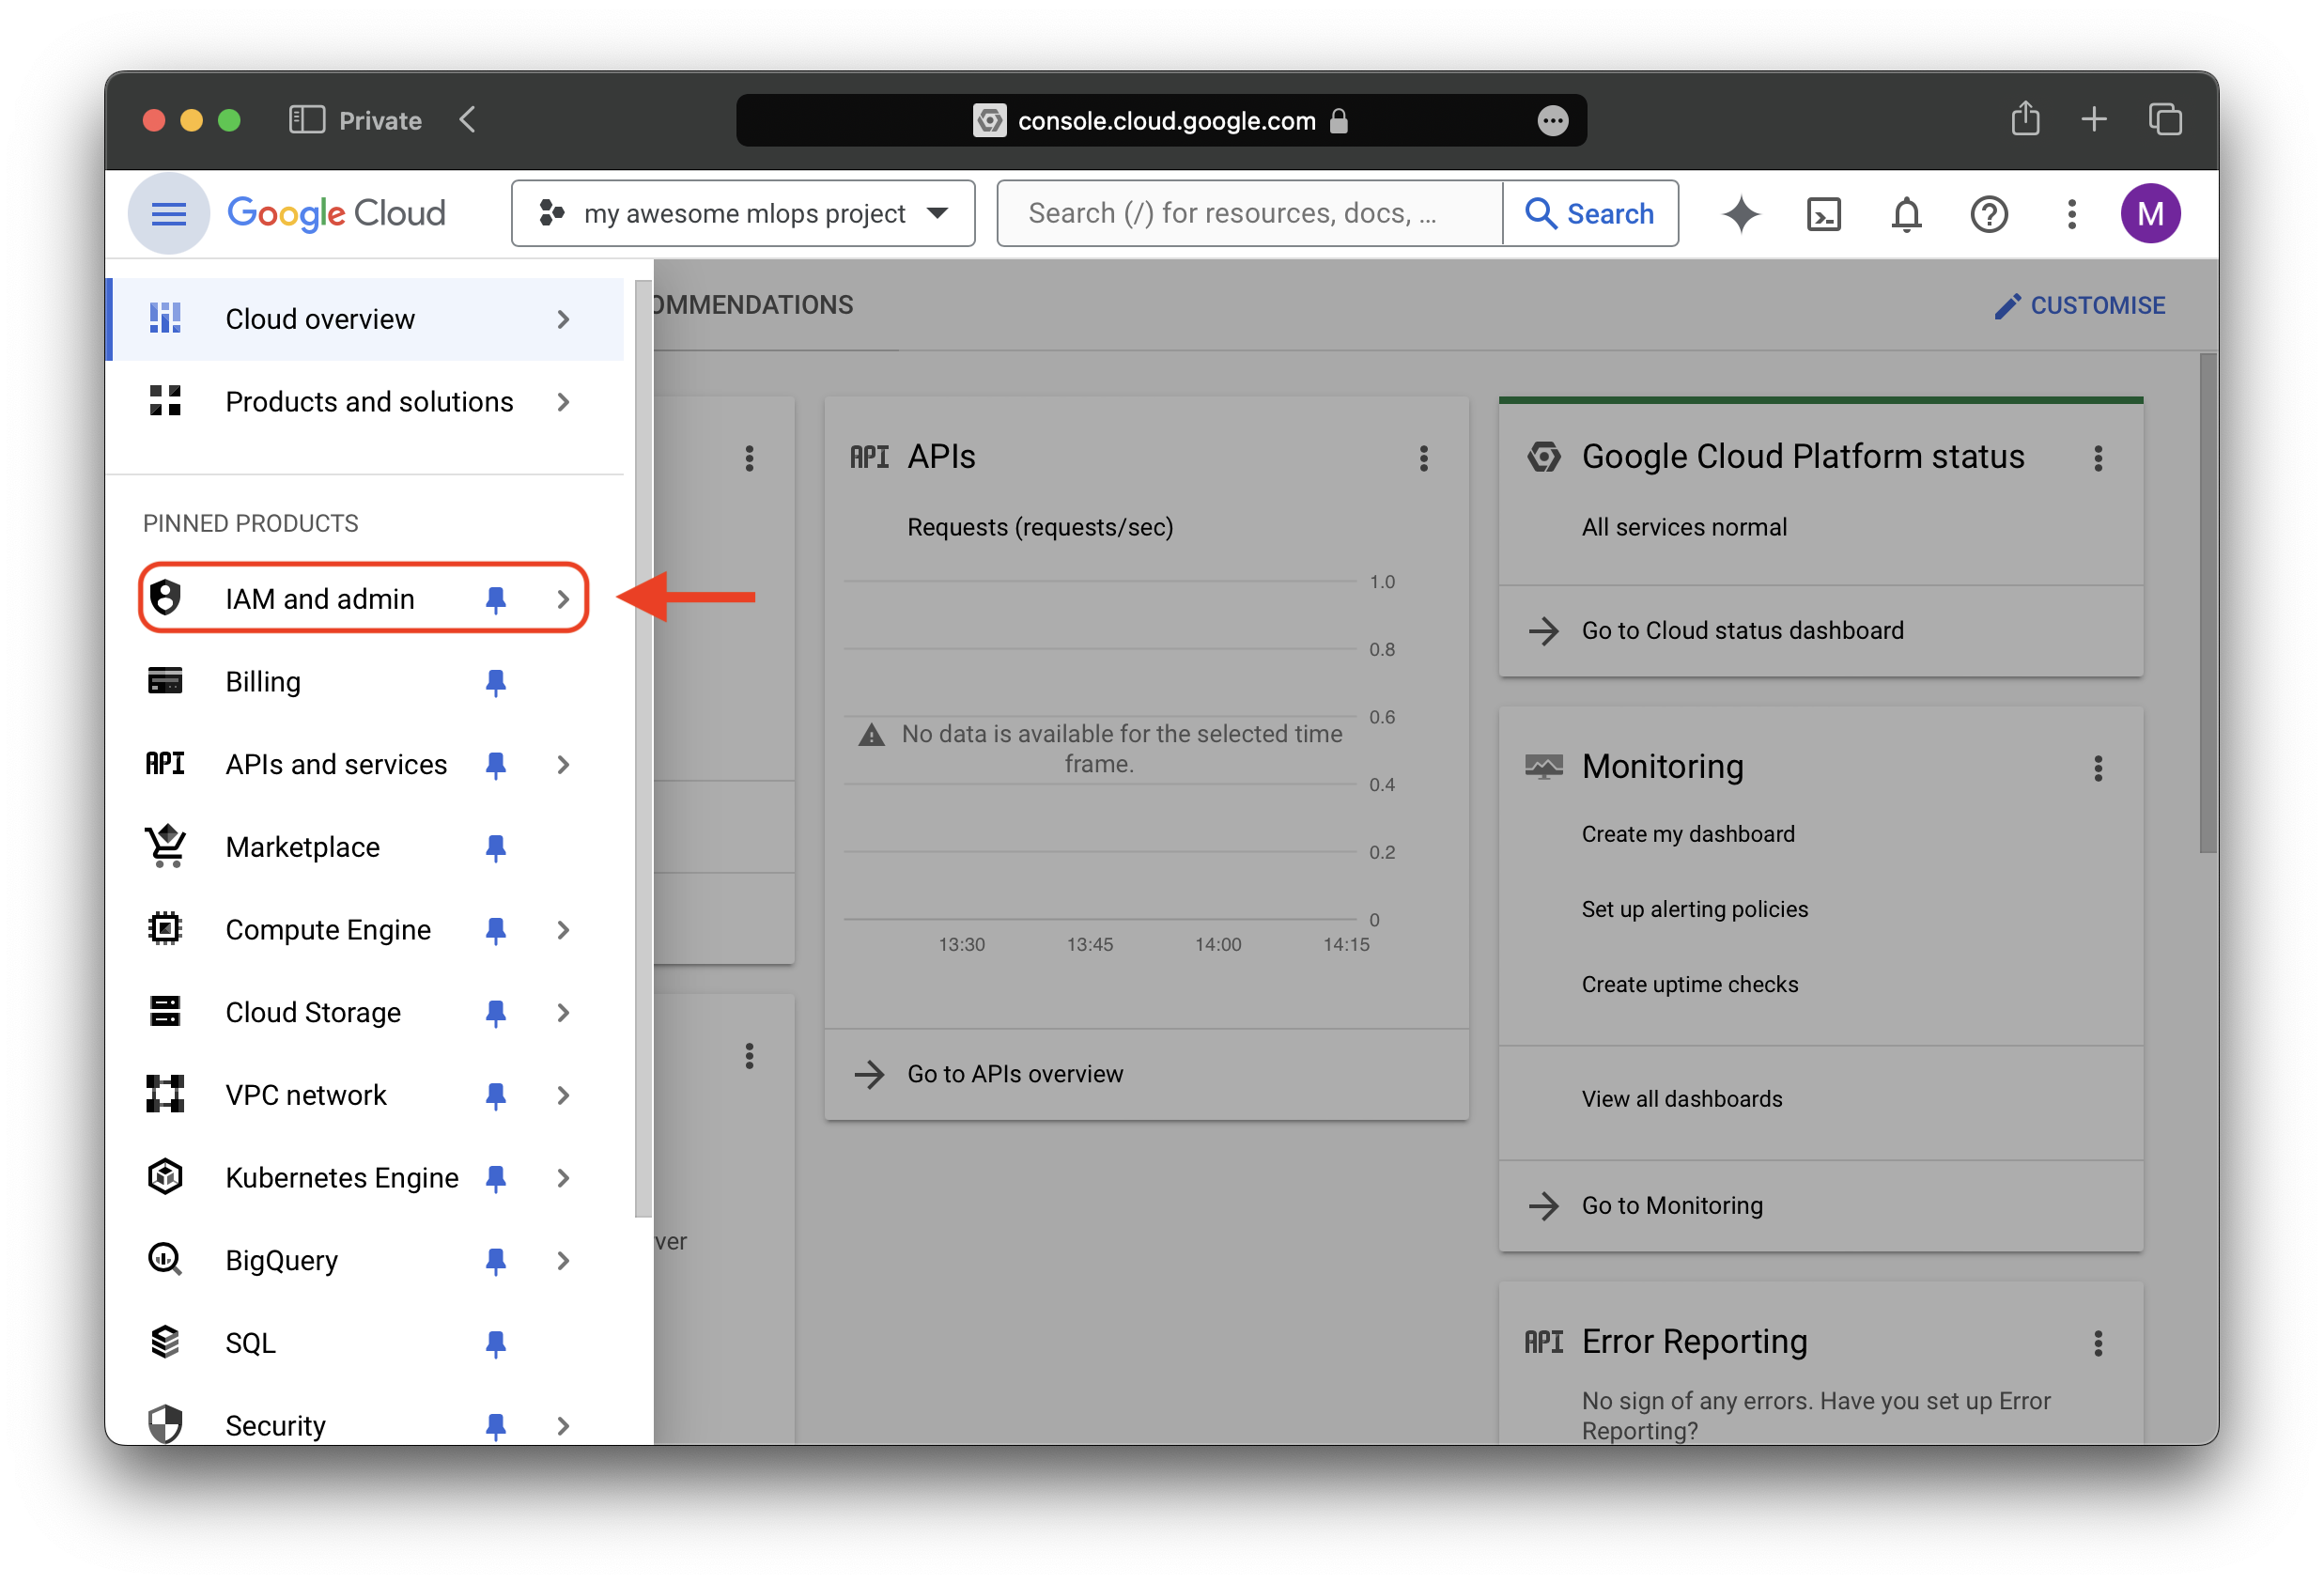 Private
console.cloud.google.com
Google Cloud
my awesome mlops project
Search (/) for resources, docs, ...
Search
M
Cloud overview
Products and solutions
PINNED PRODUCTS
IAM and admin
Billing
API
APIs and services
Marketplace
Compute Engine
Cloud Storage
VPC network
Kubernetes Engine
BigQuery
SQL
Security
OMMENDATIONS
CUSTOMISE
ver
API
APIs
Requests (requests/sec)
1.0
0.8
0.6
No data is available for the selected time
frame.
0.4
0.2
0
13:30
13:45
14:00
14:15
Go to APIs overview
Google Cloud Platform status
All services normal
Go to Cloud status dashboard
Monitoring
Create my dashboard
Set up alerting policies
Create uptime checks
View all dashboards
Go to Monitoring
API
Error Reporting
No sign of any errors. Have you set up Error
Reporting?